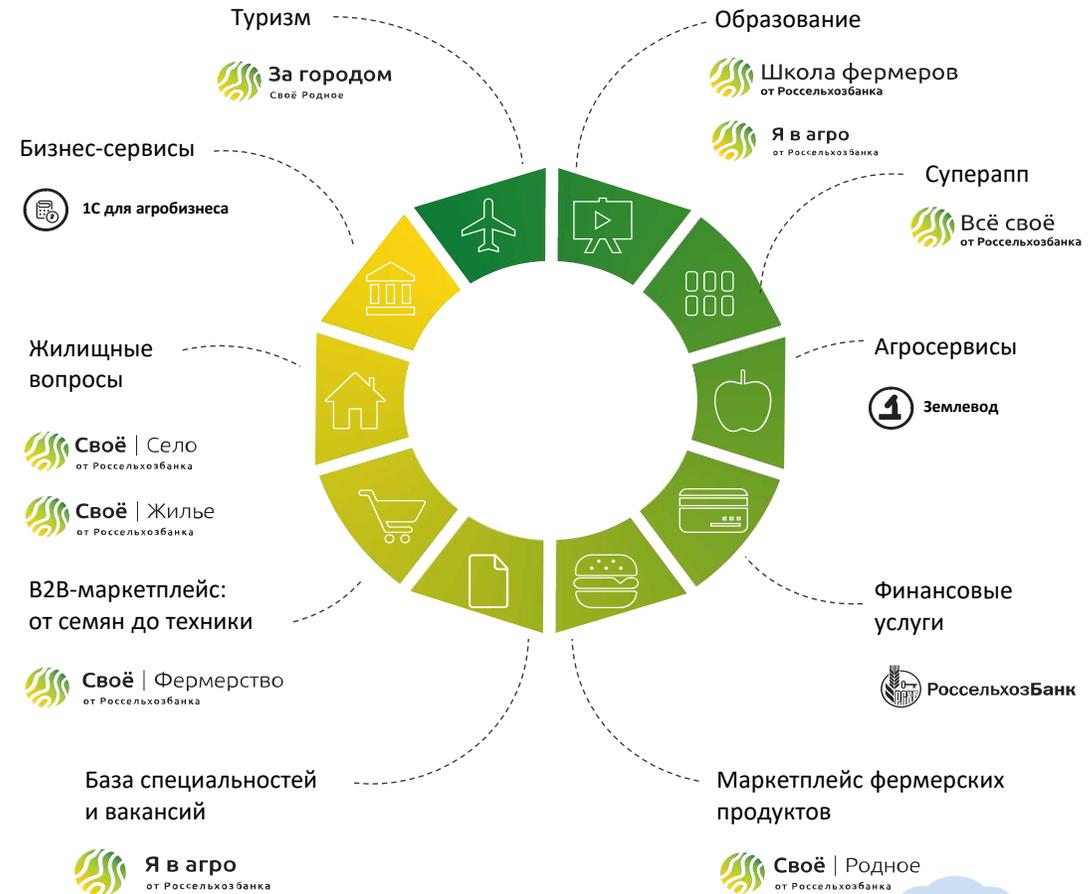 Туризм
За городом
Своё Родное
Образование
Школа фермеров
от Россельхозбанка
Я в агро
от Россельхозбанка
Бизнес-сервисы
1С для агробизнеса
Суперапп
Всё своё
от Россельхозбанка
Жилищные
вопросы
Своё | Село
от Россельхозбанка
Своё | Жилье
от Россельхозбанка
Агросервисы
Землевод
В2В-маркетплейс:
от семян до техники
Своё | Фермерство
от Россельхозбанка
Финансовые
услуги
РоссельхозБанк
База специальностей
и вакансий
Я в агро
от Россельхозбанка
Маркетплейс фермерских
продуктов
Своё | Родное
от Россельхозбанка